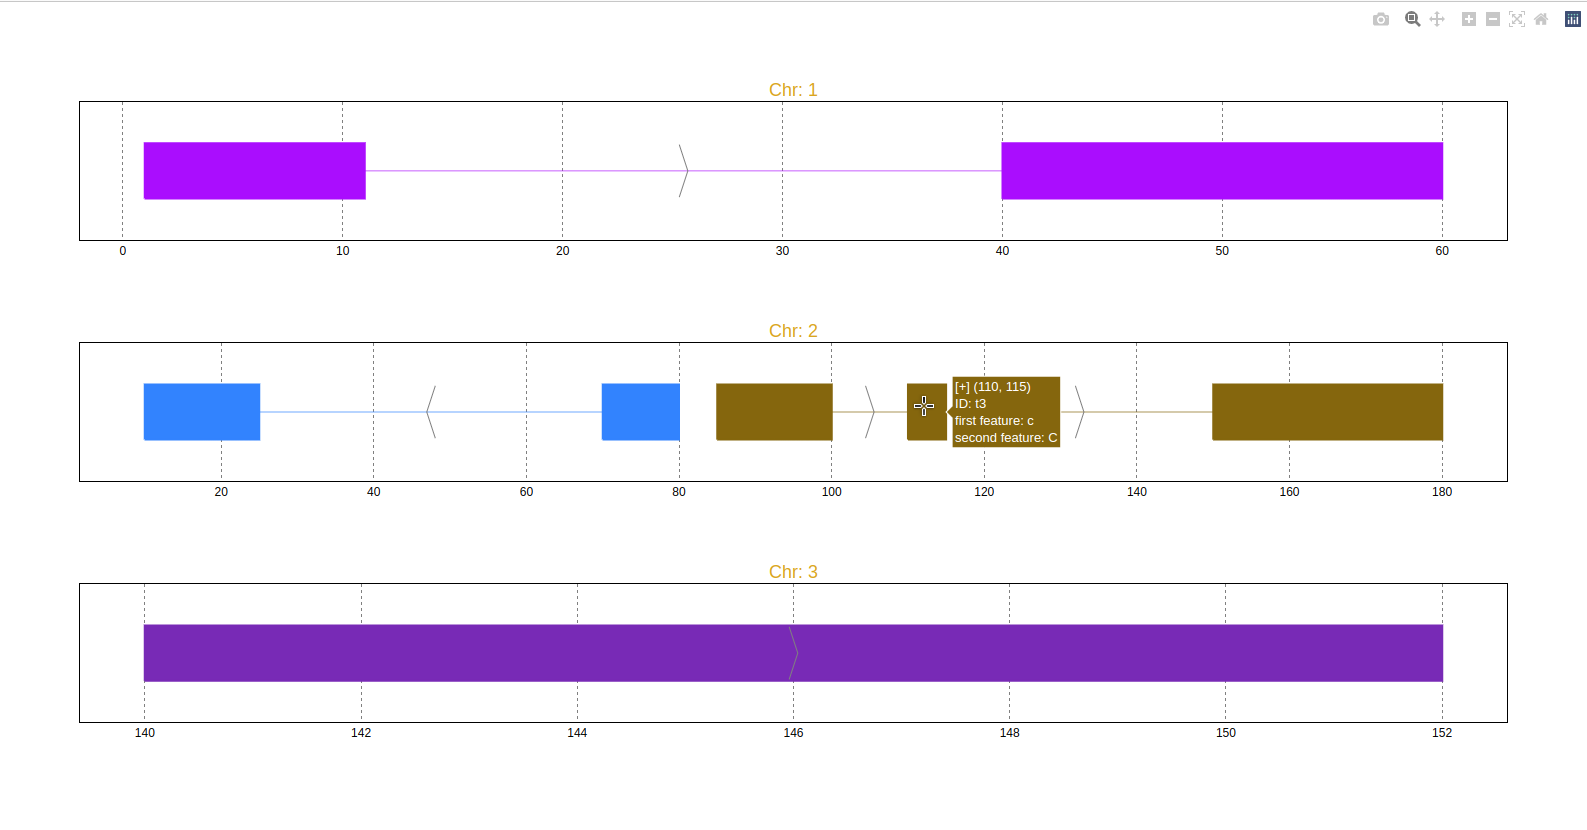 Chr: 1
0 10 20 30 40 50 60
Chr: 2
[+] (110, 115)
ID: t3
first feature: c
second feature: C
20 40 60 80 100 120 140 160 180
Chr: 3
140 142 144 146 148 150 152